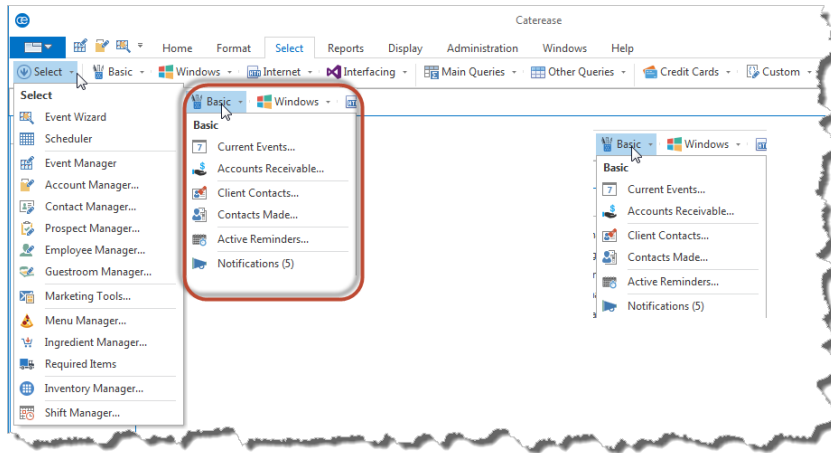 Caterease
Home Format Select Reports Display Administration Windows Help
Select Basic Windows Internet Interfacing Main Queries Other Queries Credit Cards Custom
Select
Event Wizard
Scheduler
Event Manager
Account Manager...
Contact Manager...
Prospect Manager...
Employee Manager...
Guestroom Manager...
Marketing Tools...
Menu Manager...
Ingredient Manager...
Required Items
Inventory Manager...
Shift Manager...
Basic Windows
Basic
7 Current Events...
Accounts Receivable...
Client Contacts...
Contacts Made...
Active Reminders...
Notifications (5)
Basic Windows
Basic
7 Current Events...
Accounts Receivable...
Client Contacts...
Contacts Made...
Active Reminders...
Notifications (5)